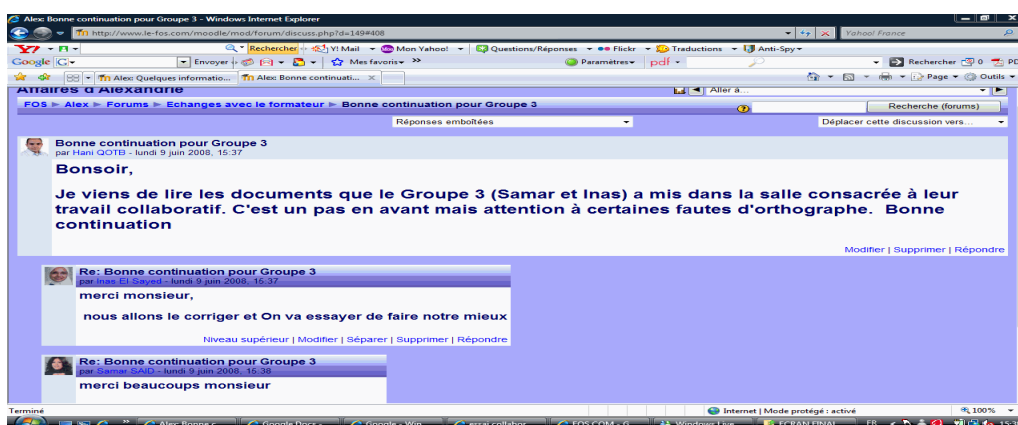 Alex: Bonne continuation pour Groupe 3 - Windows Internet Explorer
http://www.le-fos.com/moodle/mod/forum/discuss.php?d=149#408 Yahoo! France
Rechercher Y! Mail Mon Yahoo! Questions/Réponses Flickr Traductions Anti-Spy
Google G Envoyer Mes favoris Paramètres pdf Rechercher 0 PD
Alex: Quelques informatio... Alex: Bonne continuati... Page Outils
Affaires d'Alexandrie Aller à...
FOS ► Alex ► Forums ► Echanges avec le formateur ► Bonne continuation pour Groupe 3 Recherche (forums)
Réponses emboîtées Déplacer cette discussion vers...
Bonne continuation pour Groupe 3
par Hani QOTB - lundi 9 juin 2008, 15:37
Bonsoir,
Je viens de lire les documents que le Groupe 3 (Samar et Inas) a mis dans la salle consacrée à leur
travail collaboratif. C'est un pas en avant mais attention à certaines fautes d'orthographe. Bonne
continuation
Modifier | Supprimer | Répondre
Re: Bonne continuation pour Groupe 3
par Inas El Sayed - lundi 9 juin 2008, 15:37
merci monsieur,
nous allons le corriger et On va essayer de faire notre mieux
Niveau supérieur | Modifier | Séparer | Supprimer | Répondre
Re: Bonne continuation pour Groupe 3
par Samar SAID - lundi 9 juin 2008, 15:38
merci beaucoups monsieur
Terminé Internet | Mode protégé : activé 100%
Alex: Bonne c... Google Docs - ... Google - Win... essai collabor... FOS COM - G... Windows Live ... ECRAN FINAL ... FR 15:38